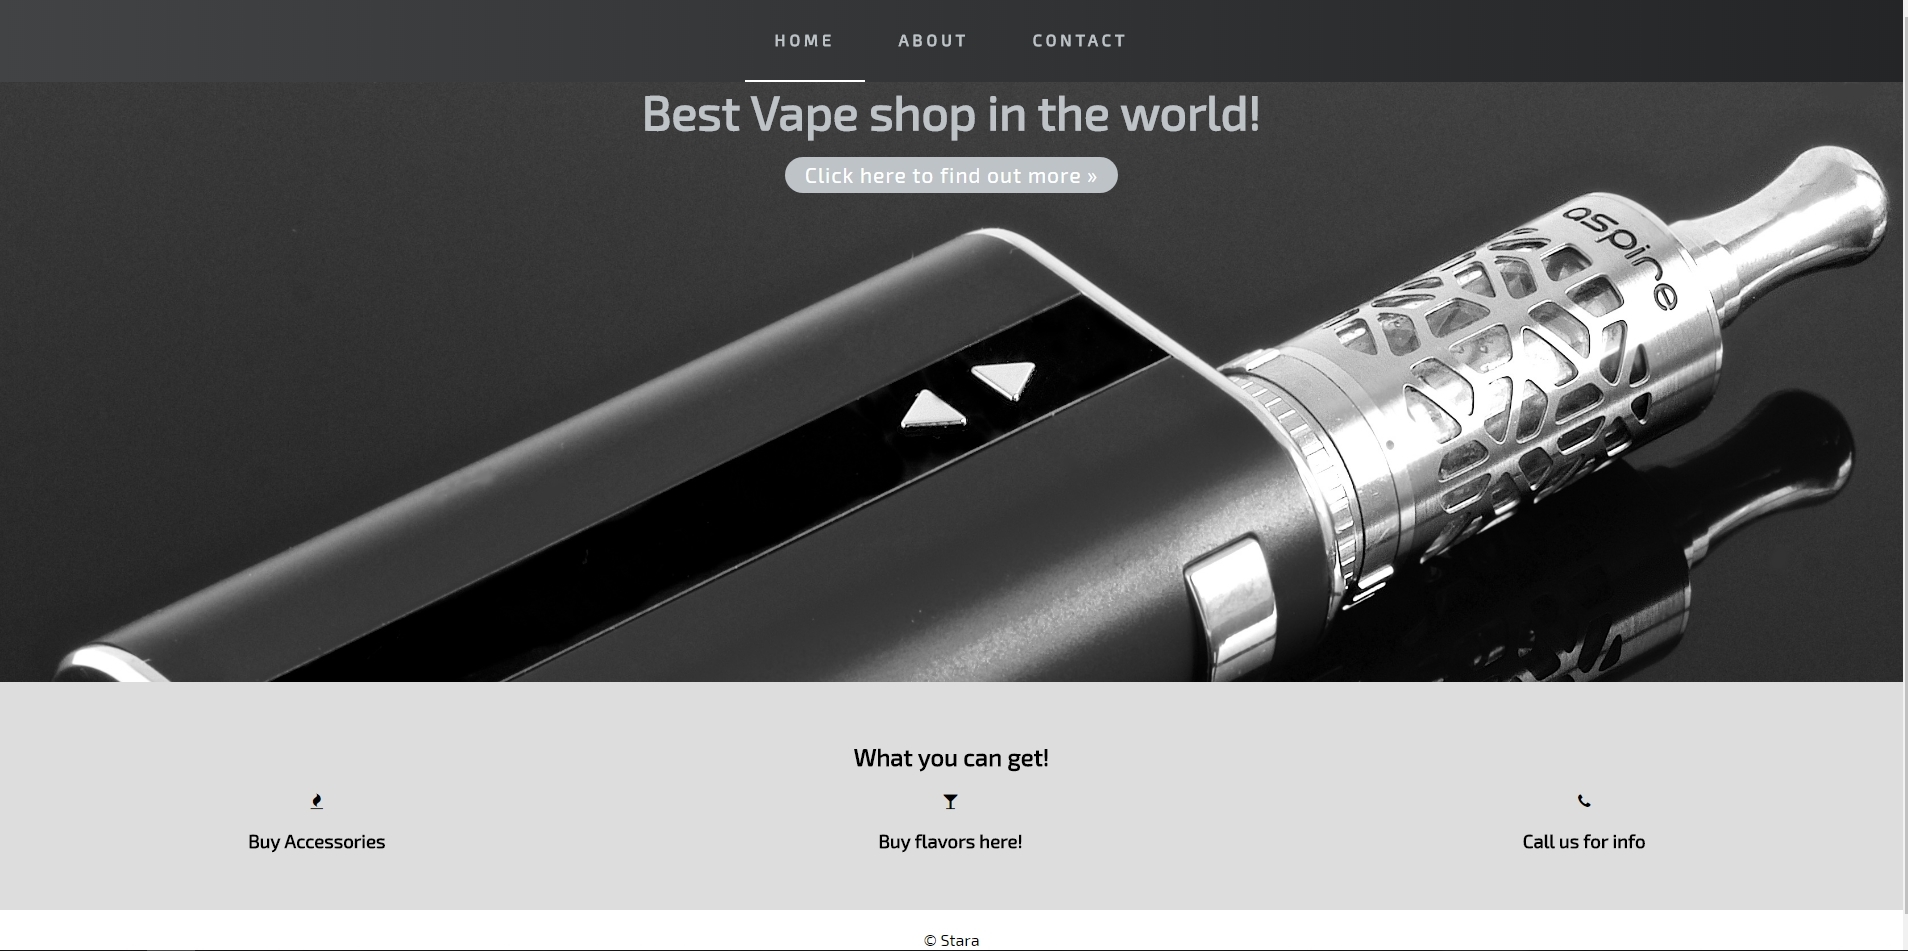 HOME ABOUT CONTACT
Best Vape shop in the world!
Click here to find out more »
aspire
What you can get!
Buy Accessories
Buy flavors here!
Call us for info
© Stara